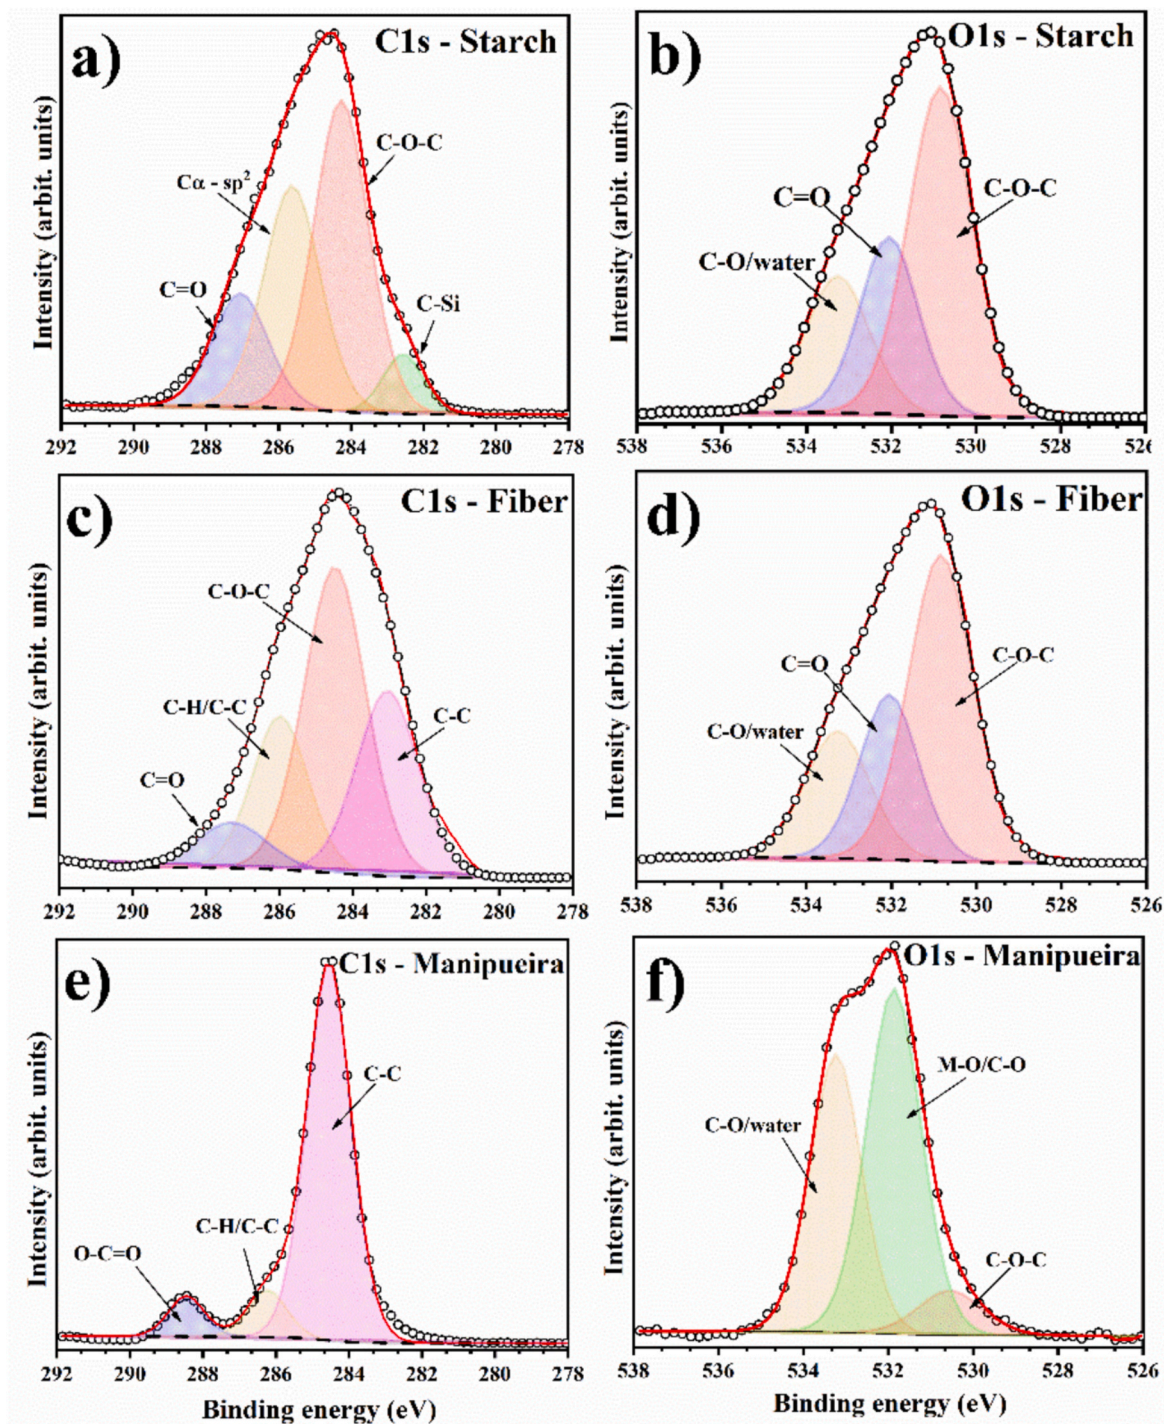 a)
C1s - Starch
Intensity (arbit. units)
C-O-C
Cα - sp²
C=O
C-Si
292 290 288 286 284 282 280 278
b)
O1s - Starch
Intensity (arbit. units)
C-O-C
C=O
C-O/water
538 536 534 532 530 528 526
c)
C1s - Fiber
Intensity (arbit. units)
C-O-C
C-H/C-C
C-C
C=O
292 290 288 286 284 282 280 278
d)
O1s - Fiber
Intensity (arbit. units)
C-O-C
C=O
C-O/water
538 536 534 532 530 528 526
e)
C1s - Manipueira
Intensity (arbit. units)
C-C
C-H/C-C
O-C=O
292 290 288 286 284 282 280 278
Binding energy (eV)
f)
O1s - Manipueira
Intensity (arbit. units)
M-O/C-O
C-O/water
C-O-C
538 536 534 532 530 528 526
Binding energy (eV)